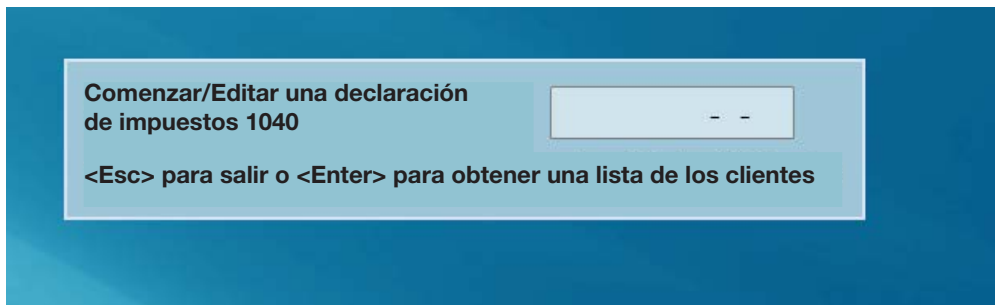 Comenzar/Editar una declaración
de impuestos 1040
- -
<Esc> para salir o <Enter> para obtener una lista de los clientes